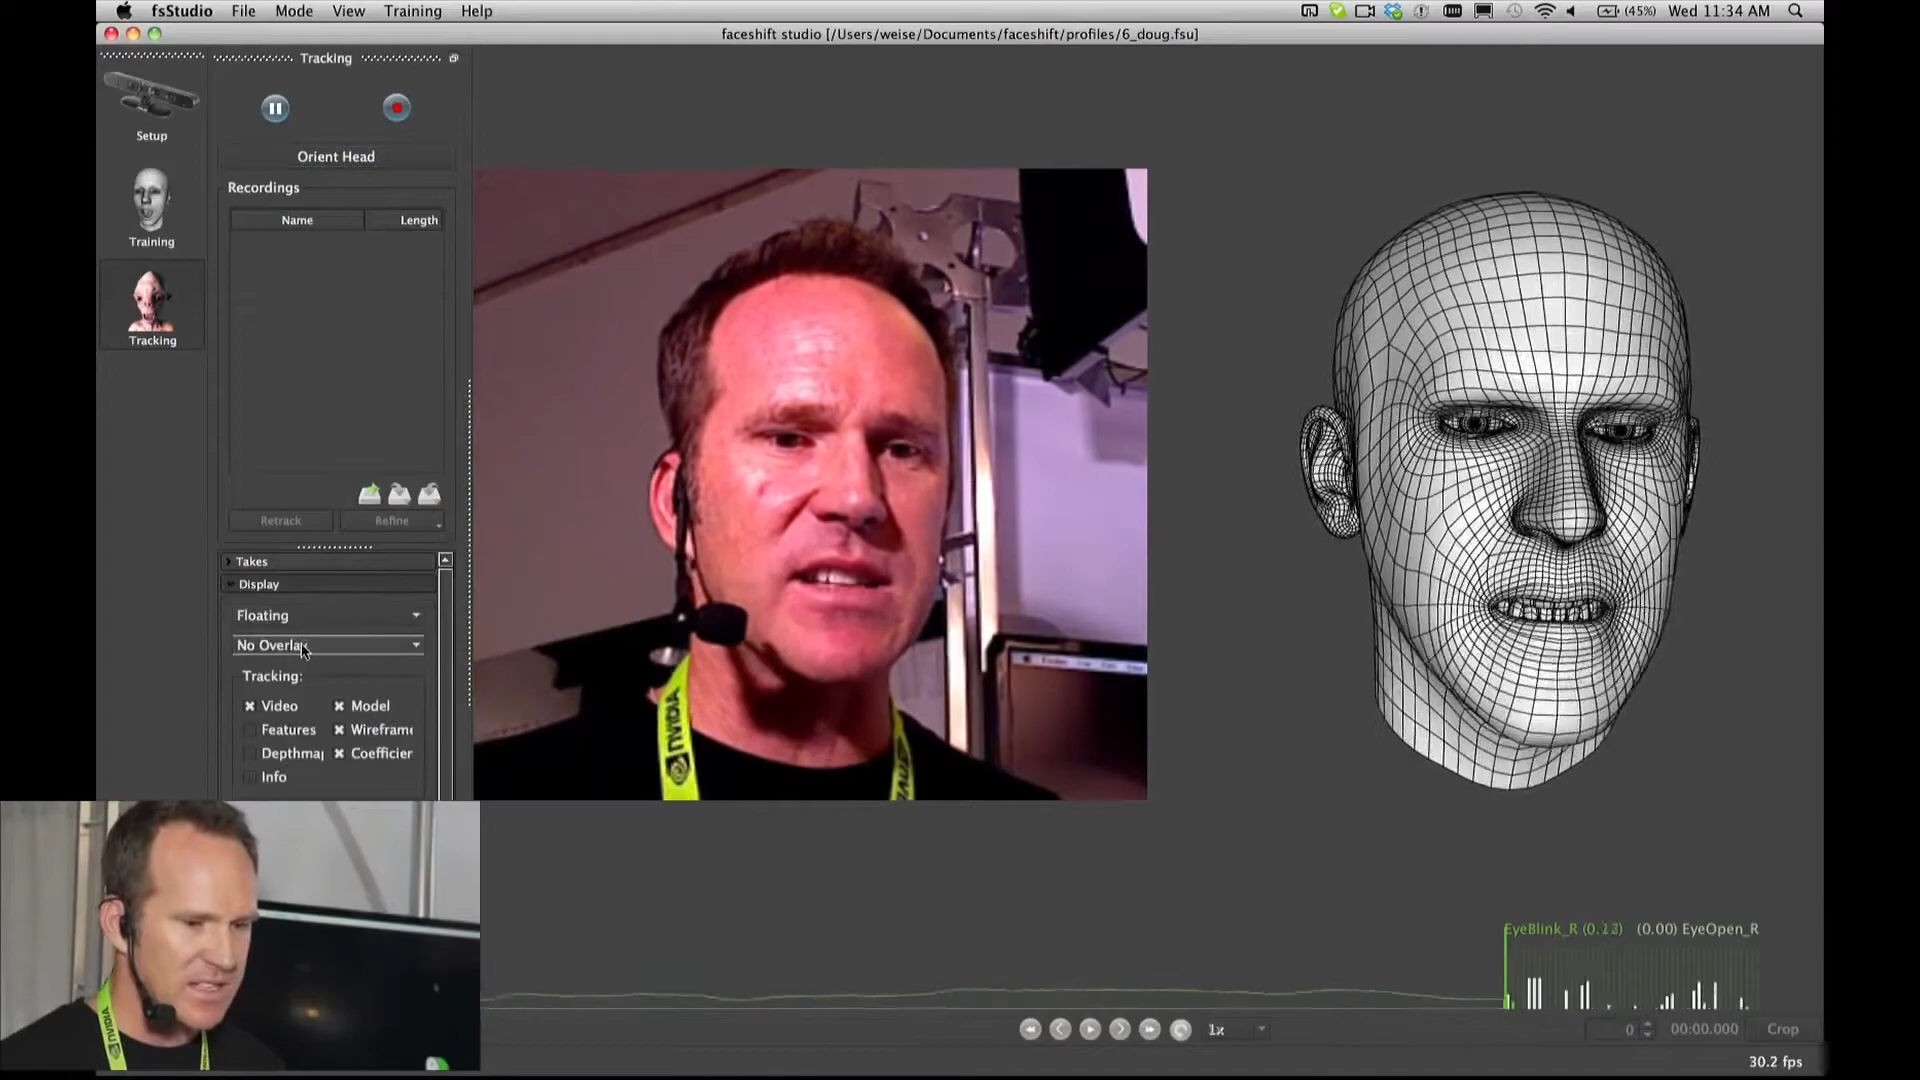 fsStudio File Mode View Training Help
(45%) Wed 11:34 AM
faceshift studio [/Users/weise/Documents/faceshift/profiles/6_doug.fsu]
Tracking
Setup
Training
Tracking
Orient Head
Recordings
Name Length
Retrack Refine
Takes
Display
Floating
No Overla
Tracking:
Video Model
Features Wirefram
Depthma Coefficier
Info
NVIDIA
NVIDIA
EyeBlink_R (0.12) (0.00) EyeOpen_R
1x
0 00:00.000 Crop
30.2 fps